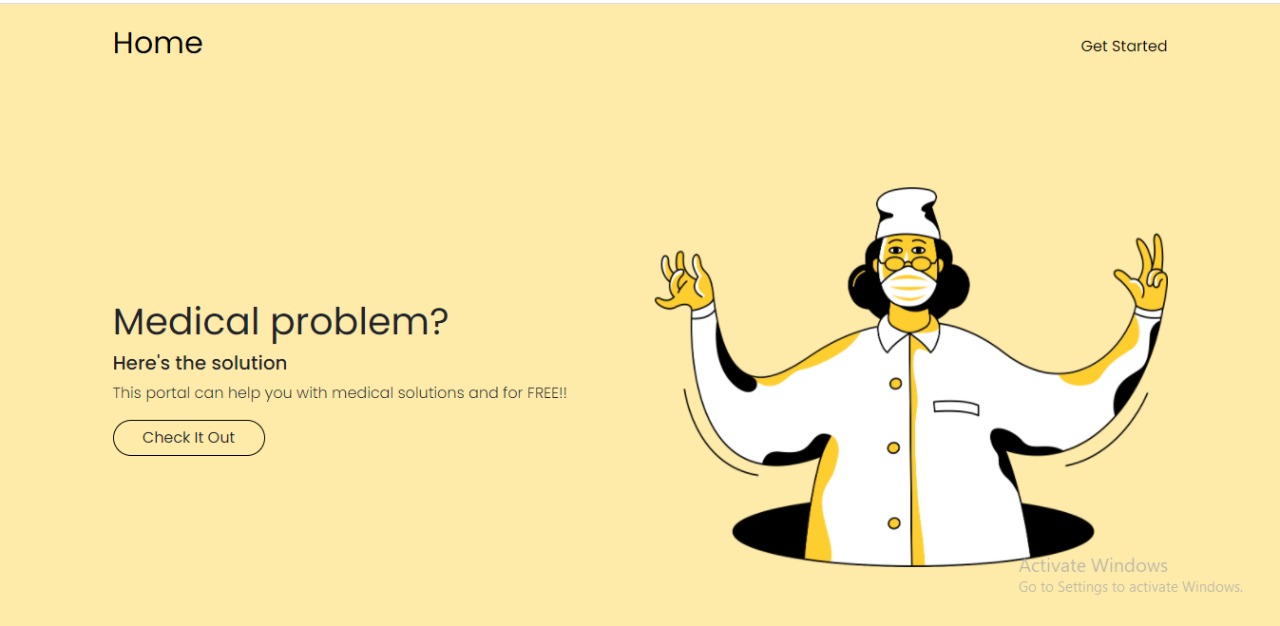 Home
Get Started
Medical problem?
Here's the solution
This portal can help you with medical solutions and for FREE!!
Check It Out
Activate Windows
Go to Settings to activate Windows.